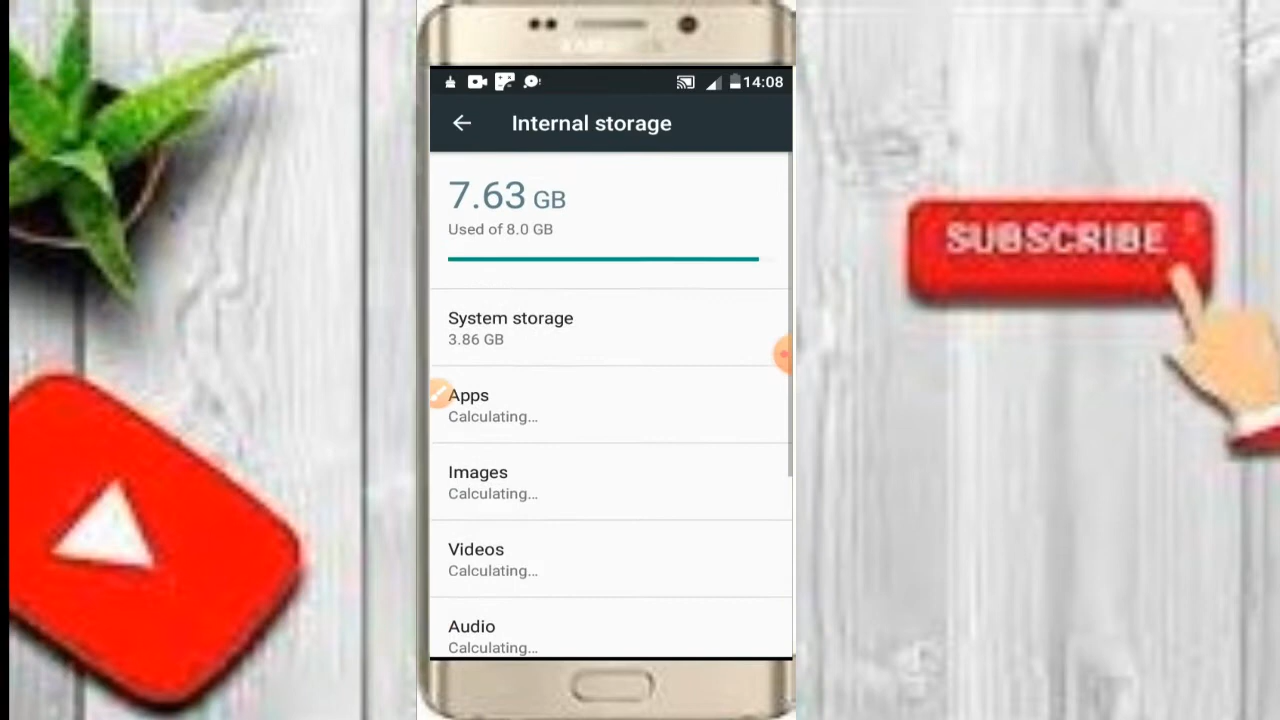 14:08
Internal storage
7.63 GB
Used of 8.0 GB
System storage
3.86 GB
Apps
Calculating...
Images
Calculating...
Videos
Calculating...
Audio
Calculating...
SUBSCRIBE